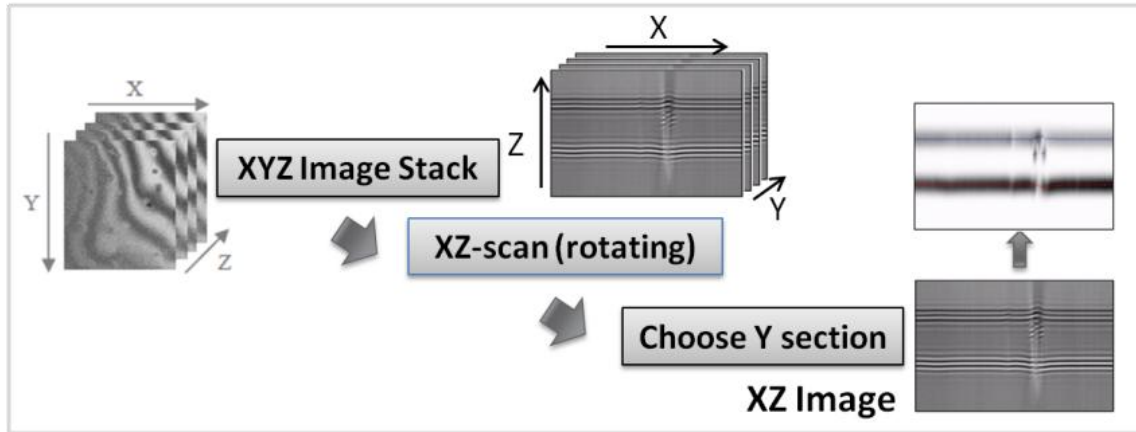 X
Y
Z
XYZ Image Stack
X
Z
Y
XZ-scan (rotating)
Choose Y section
XZ Image